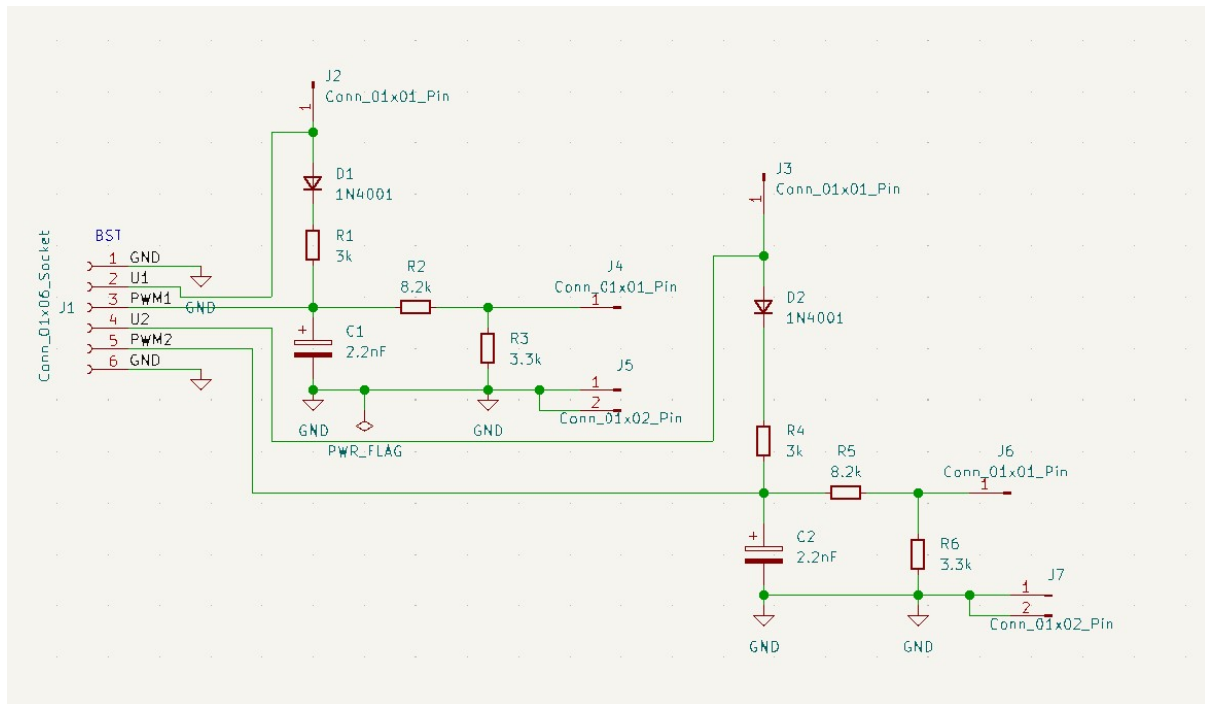 J2
Conn_01x01_Pin
1
D1
1N4001
R1
3k
BST
Conn_01x06_Socket
J1
1 GND
2 U1
3 PWM1
4 U2
5 PWM2
6 GND
GND
R2
8.2k
J4
Conn_01x01_Pin
1
+
C1
2.2nF
R3
3.3k
J5
1
2
Conn_01x02_Pin
GND
GND
PWR_FLAG
J3
Conn_01x01_Pin
1
D2
1N4001
R4
3k
R5
8.2k
J6
Conn_01x01_Pin
1
+
C2
2.2nF
R6
3.3k
J7
1
2
Conn_01x02_Pin
GND
GND